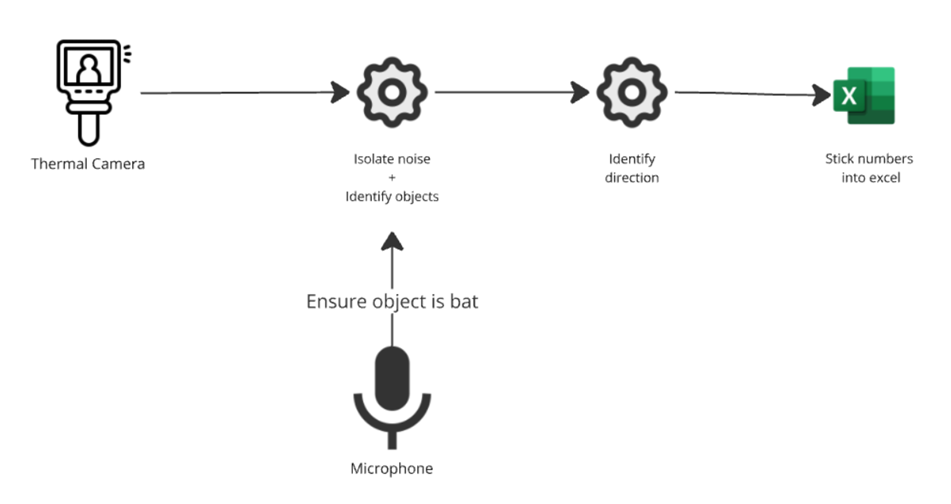 Thermal Camera
Isolate noise
+
Identify objects
Identify
direction
X
Stick numbers
into excel
Ensure object is bat
Microphone